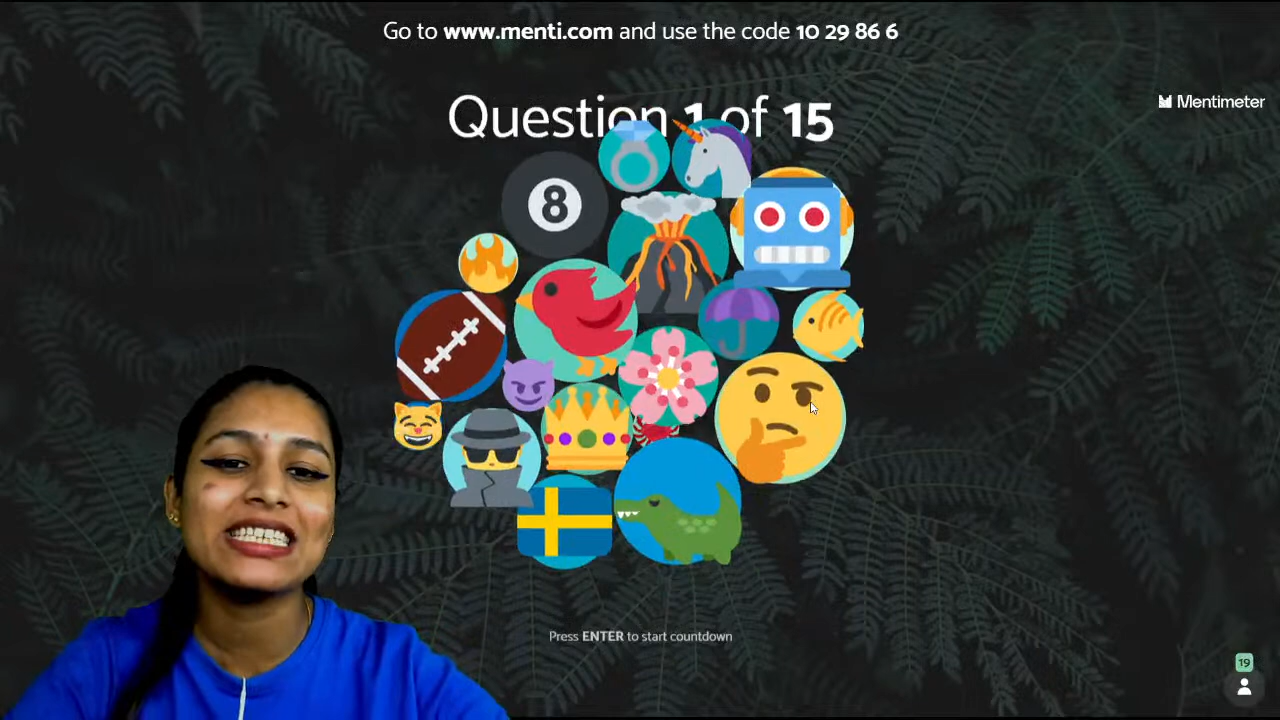 Go to www.menti.com and use the code 10 29 86 6
Mentimeter
Question 1 of 15
8
Press ENTER to start countdown
19